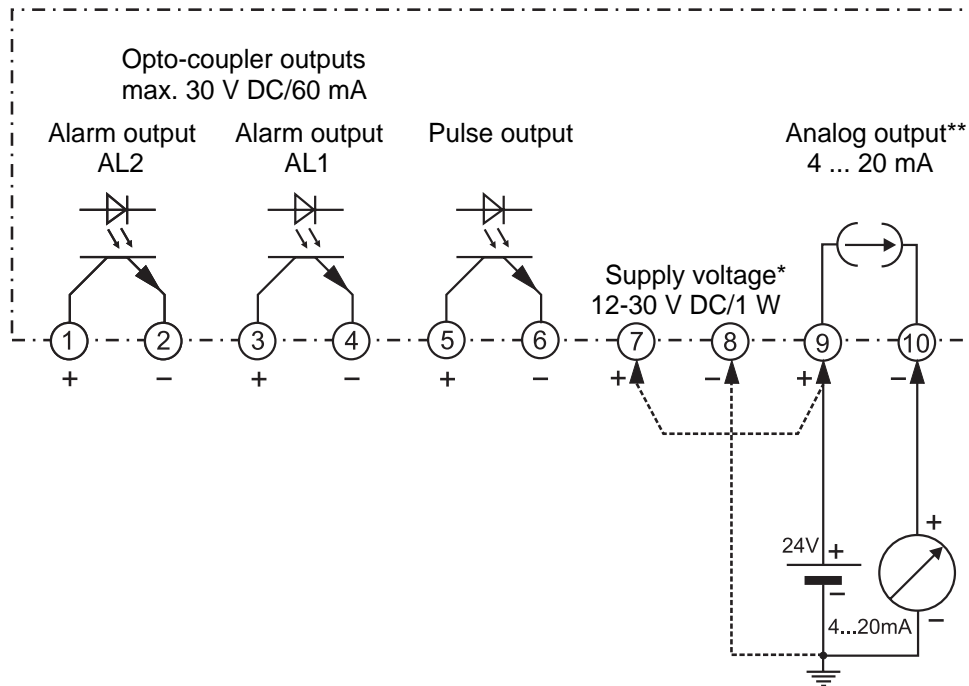 Opto-coupler outputs
max. 30 V DC/60 mA
Alarm output
AL2
Alarm output
AL1
Pulse output
Analog output**
4 ... 20 mA
Supply voltage*
12-30 V DC/1 W
1
2
3
4
5
6
7
8
9
10
+
−
+
−
+
−
+
−
+
−
24V
+
−
+
−
4...20mA